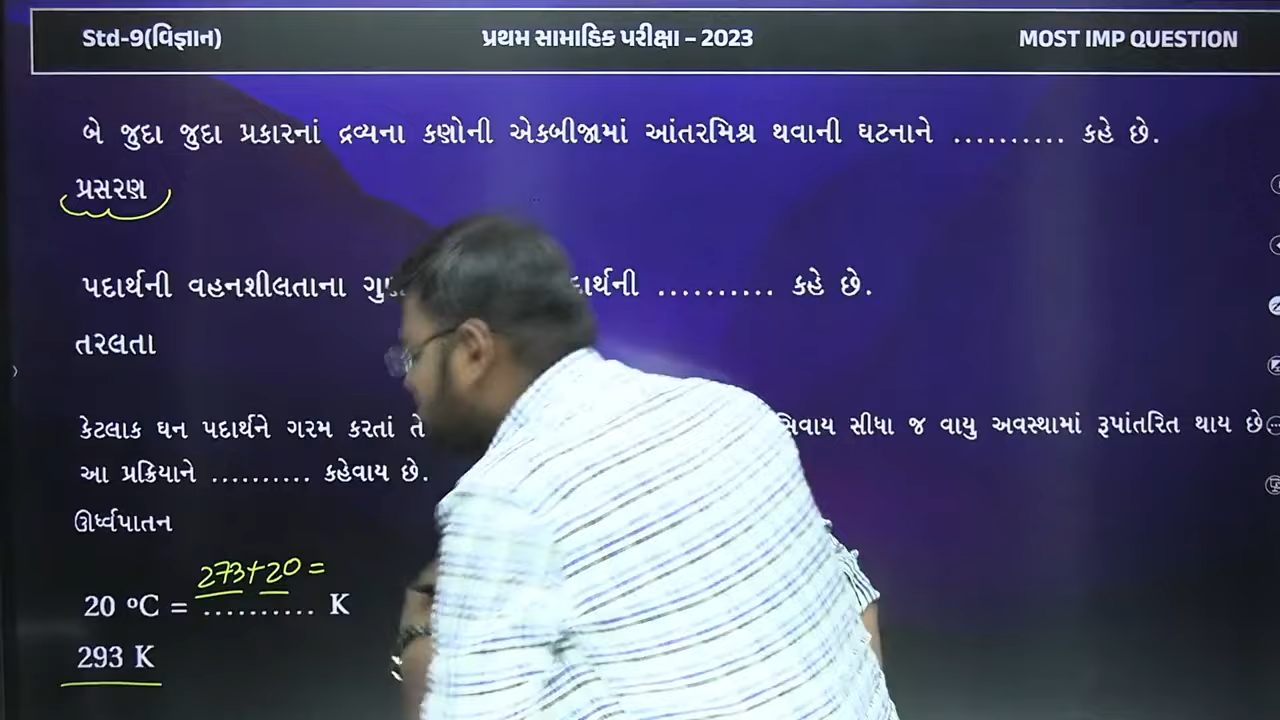 Std-9(વિજ્ઞાન)
પ્રથમ સામાહિક પરીક્ષા – 2023
MOST IMP QUESTION
બે જુદા જુદા પ્રકારનાં દ્રવ્યના કણોની એકબીજામાં આંતરમિશ્ર થવાની ઘટનાને .......... કહે છે.
પ્રસરણ
પદાર્થની વહનશીલતાના .......... કહે છે.
તરલતા
કેટલાક ઘન પદાર્થને ગરમ કરતાં તે સીધા જ વાયુ અવસ્થામાં રૂપાંતરિત થાય છે
આ પ્રક્રિયાને .......... કહેવાય છે.
ઊર્ધ્વપાતન
273+20 =
20 °C = .......... K
293 K